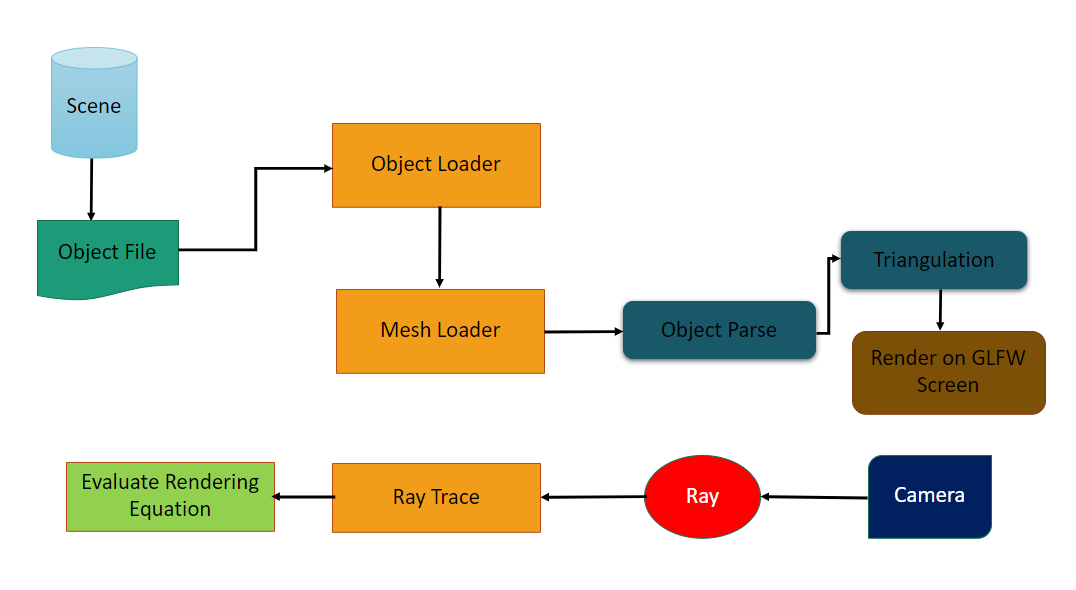 Scene
Object File
Object Loader
Mesh Loader
Object Parse
Triangulation
Render on GLFW
Screen
Camera
Ray
Ray Trace
Evaluate Rendering
Equation